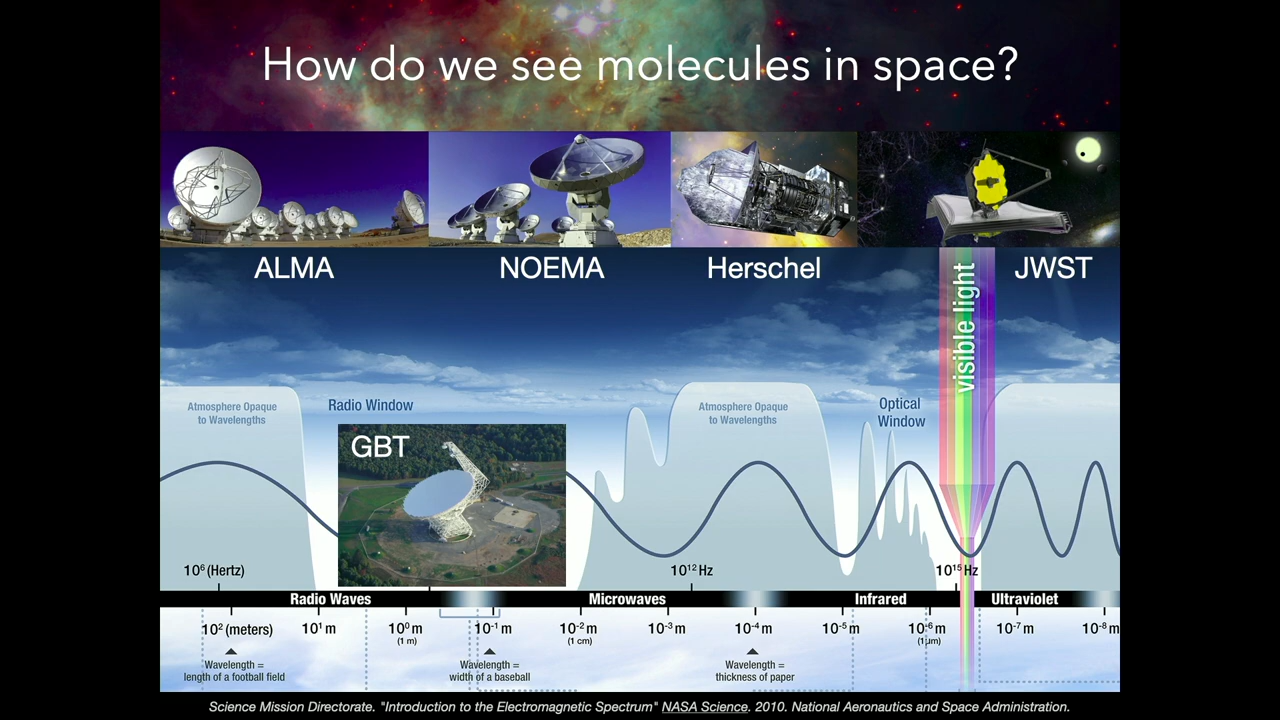 How do we see molecules in space?
ALMA
NOEMA
Herschel
JWST
visible light
Atmosphere Opaque
to Wavelengths
Radio Window
Atmosphere Opaque
to Wavelengths
Optical
Window
GBT
10⁶ (Hertz)
10¹² Hz
10¹⁵ Hz
Radio Waves
Microwaves
Infrared
Ultraviolet
10² (meters)
10¹ m
10⁰ m
(1 m)
10⁻¹ m
10⁻² m
(1 cm)
10⁻³ m
10⁻⁴ m
10⁻⁵ m
10⁻⁶ m
(1μm)
10⁻⁷ m
10⁻⁸ m
Wavelength =
length of a football field
Wavelength =
width of a baseball
Wavelength =
thickness of paper
Science Mission Directorate. "Introduction to the Electromagnetic Spectrum" NASA Science. 2010. National Aeronautics and Space Administration.